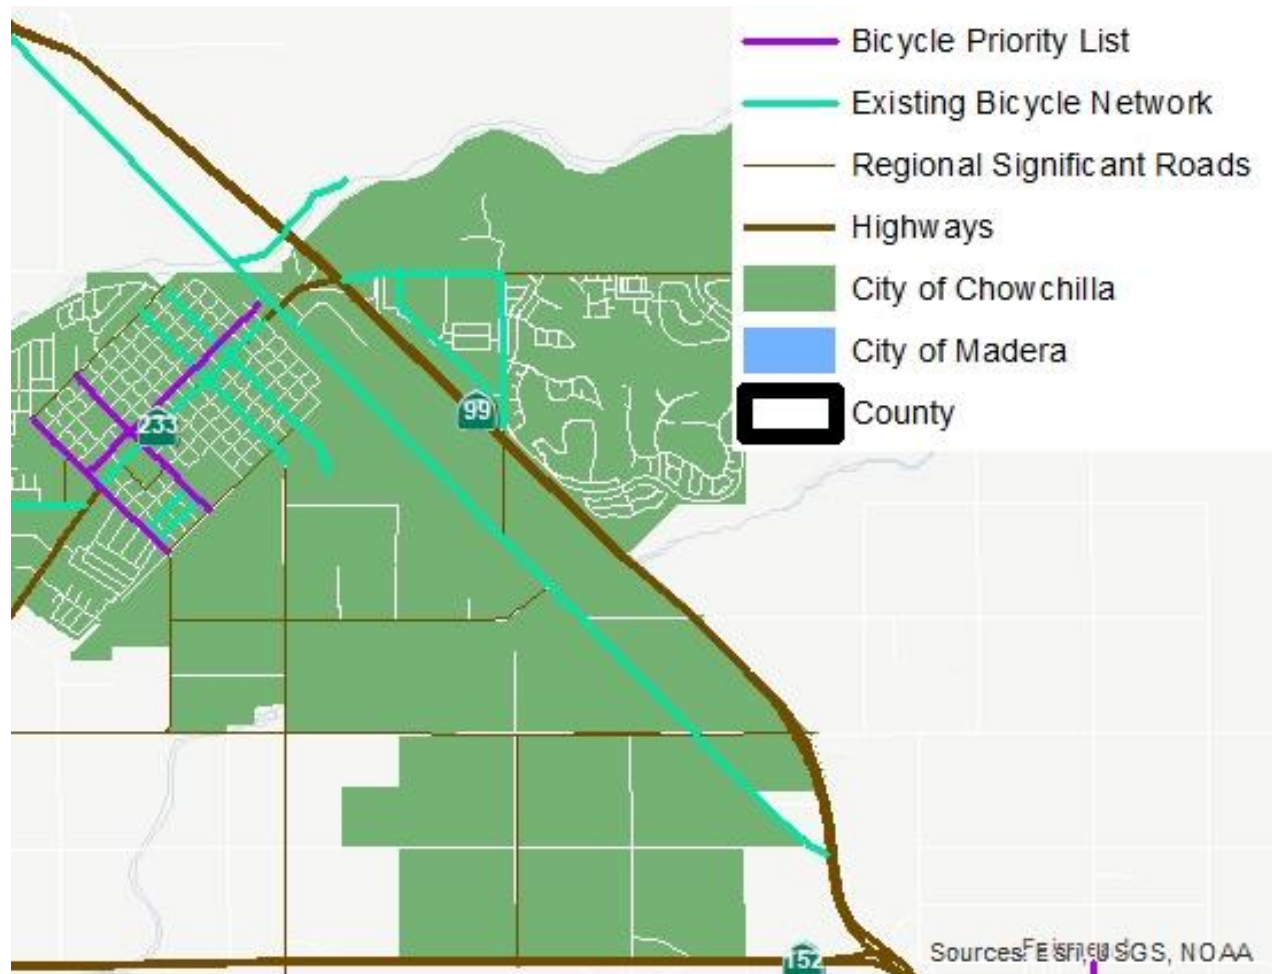 Bicycle Priority List
Existing Bicycle Network
Regional Significant Roads
Highways
City of Chowchilla
City of Madera
County
233
99
152
Sources: Esri, USGS, NOAA